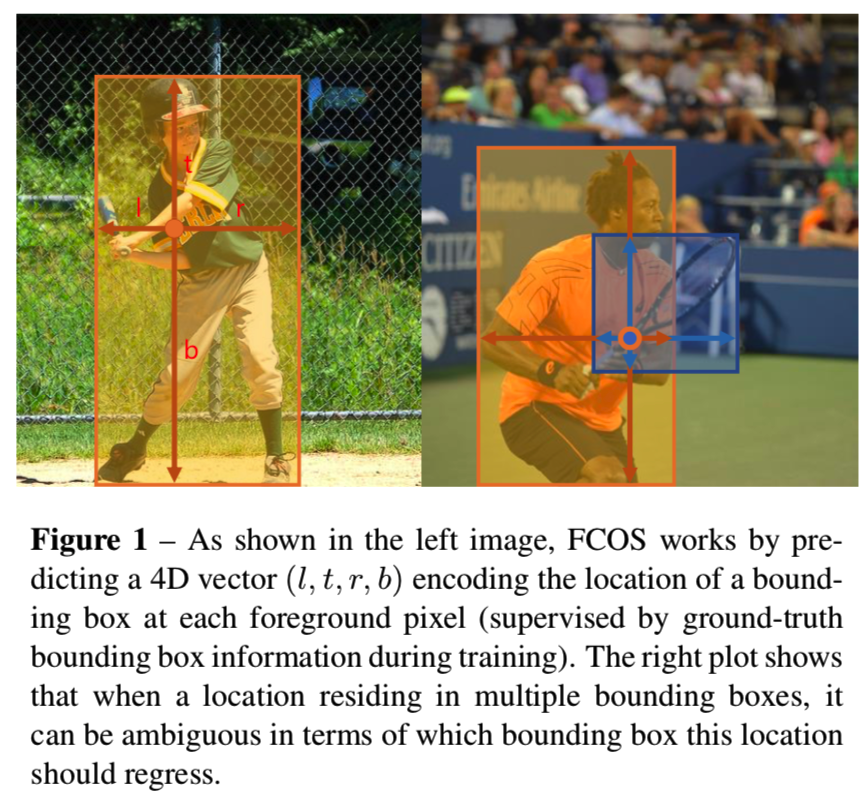 t
l
r
b
Emirates Airline
CITIZEN
Figure 1 – As shown in the left image, FCOS works by pre-
dicting a 4D vector (l, t, r, b) encoding the location of a bound-
ing box at each foreground pixel (supervised by ground-truth
bounding box information during training). The right plot shows
that when a location residing in multiple bounding boxes, it
can be ambiguous in terms of which bounding box this location
should regress.